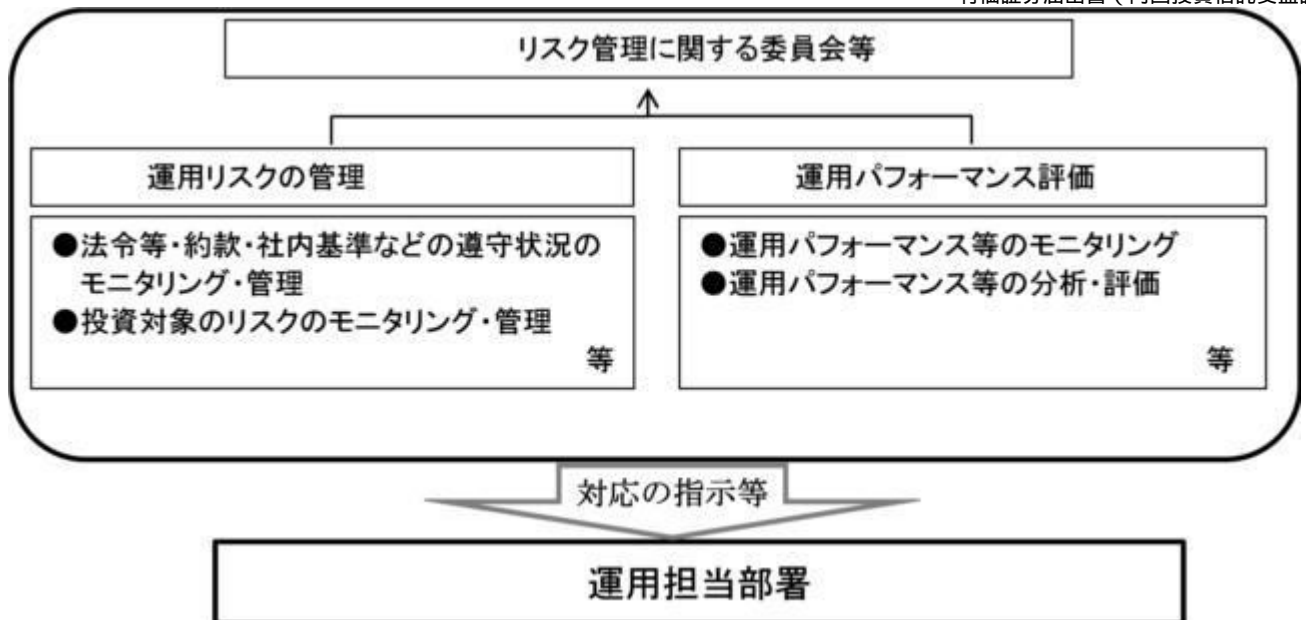 リスク管理に関する委員会等
運用リスクの管理
運用パフォーマンス評価
●法令等・約款・社内基準などの遵守状況の
モニタリング・管理
●投資対象のリスクのモニタリング・管理
等
●運用パフォーマンス等のモニタリング
●運用パフォーマンス等の分析・評価
等
対応の指示等
運用担当部署